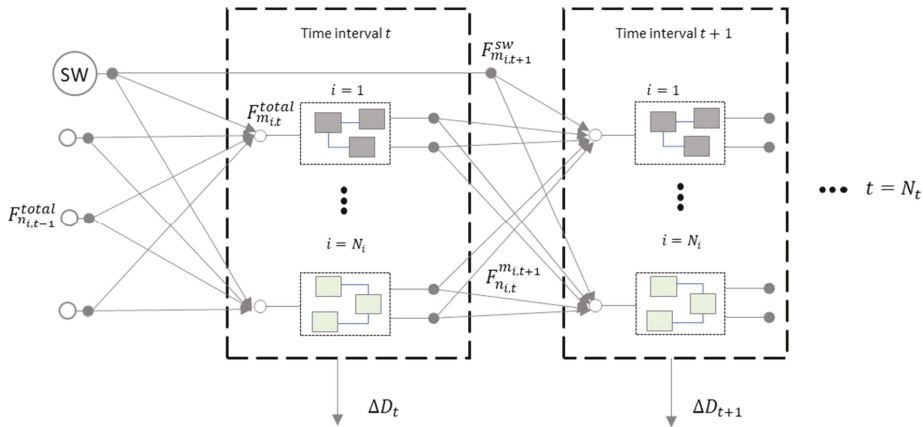 Time interval t
Time interval t + 1
SW
F^{sw}_{m_{i,t+1}}
i = 1
i = 1
F^{total}_{m_{i,t}}
F^{total}_{n_{i,t-1}}
t = N_t
i = N_i
i = N_i
F^{m_{i,t+1}}_{n_{i,t}}
ΔD_t
ΔD_{t+1}